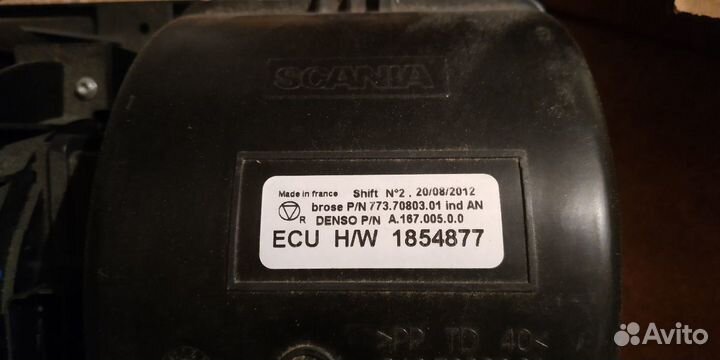 SCANIA
Made in france Shift N°2 . 20/08/2012
brose P/N 773.70803.01 ind AN
R DENSO P/N A.167.005.0.0
ECU H/W 1854877
>PP TD 40<
Avito